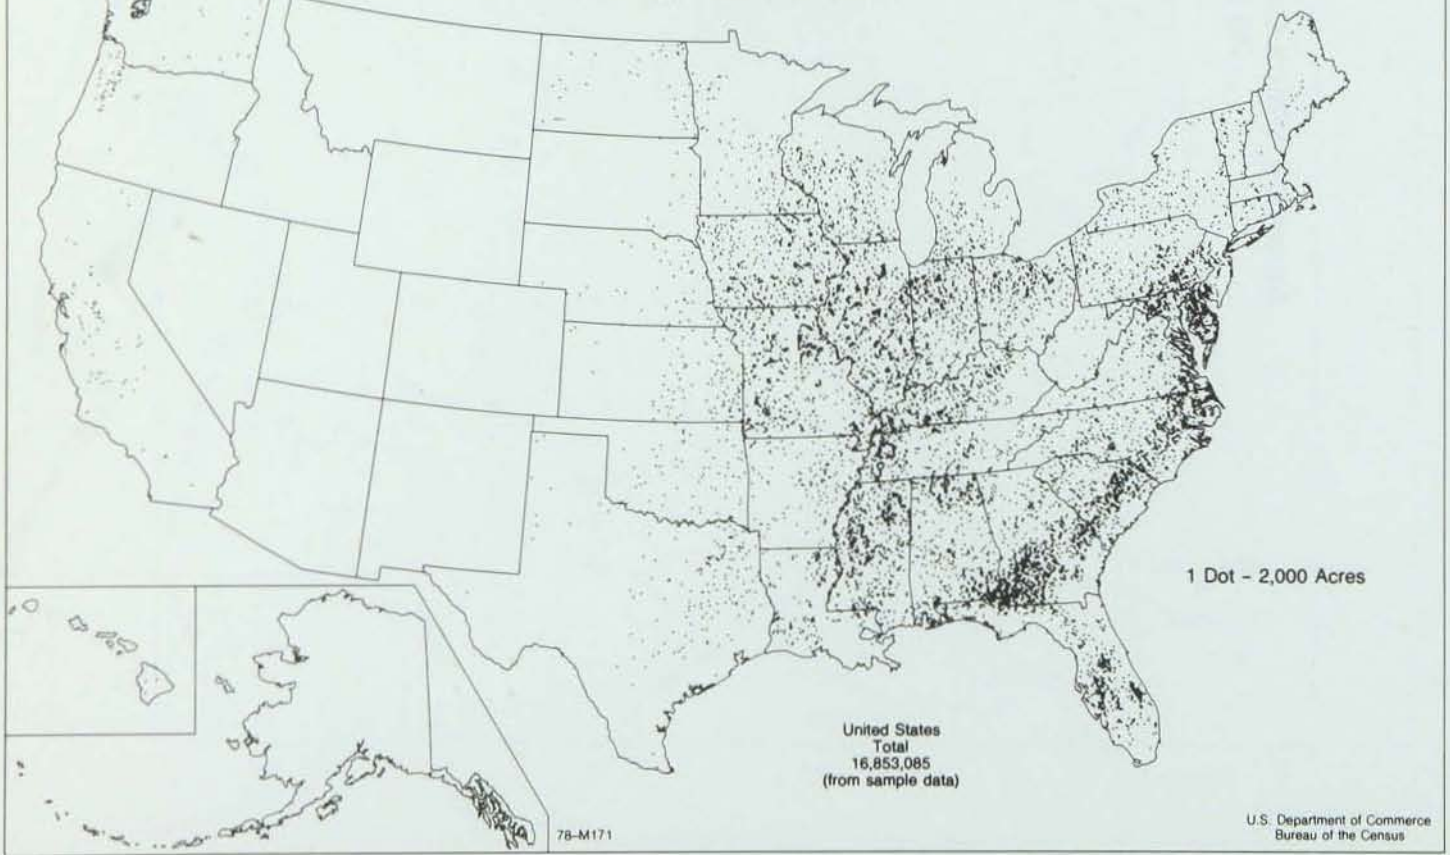 1 Dot – 2,000 Acres
United States
Total
16,853,085
(from sample data)
78–M171
U.S. Department of Commerce
Bureau of the Census